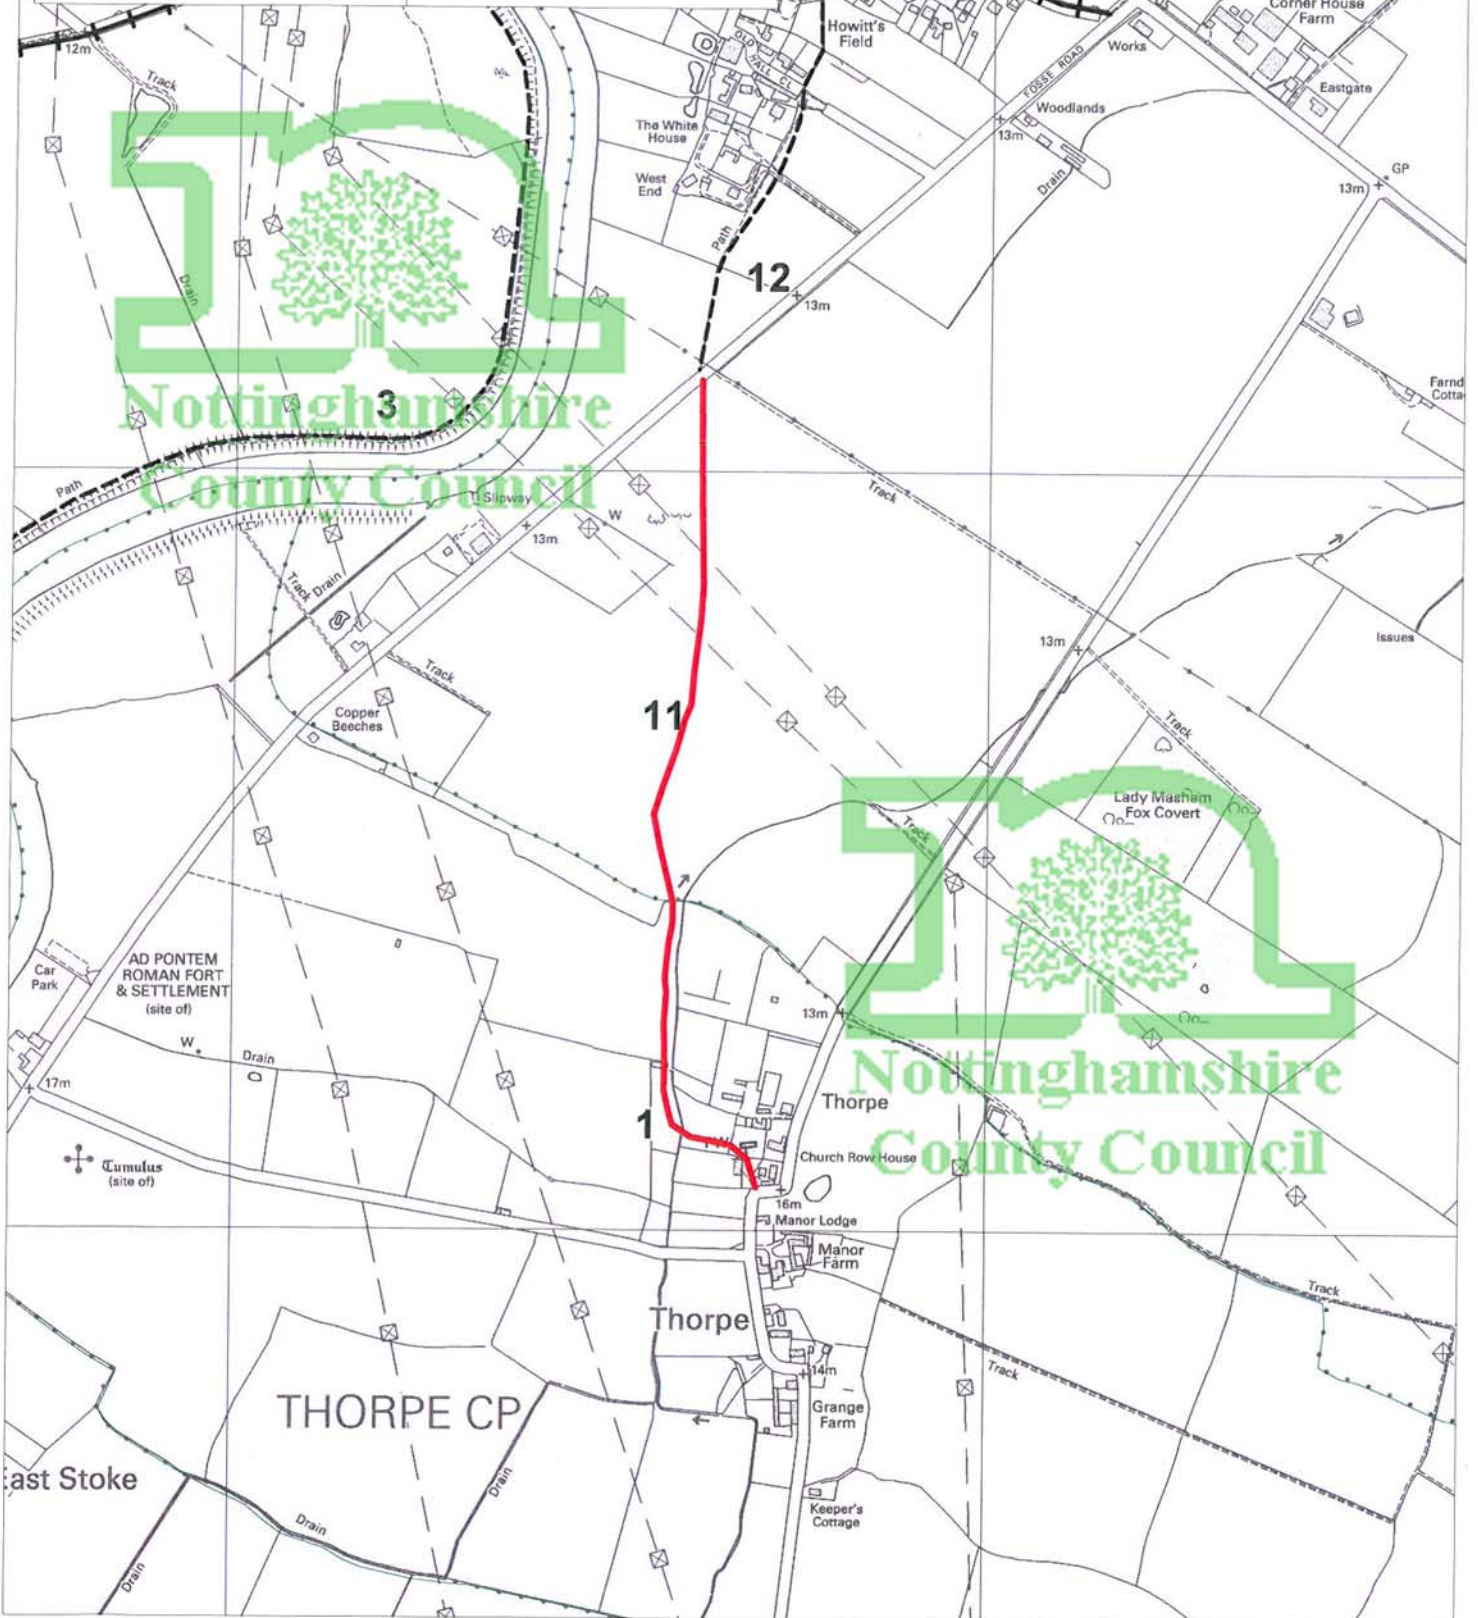 Corner House
Farm
Howitt's
Field
Works
12m
FOSSE ROAD
OLD
HALL CL
Track
Eastgate
Woodlands
The White
House
13m
GP
West
End
Drain
13m
Path
Drain
12
13m
Nottinghamshire
County Council
3
Path
Slipway
Track
W
13m
Track
Drain
Issues
13m
Track
11
Copper
Beeches
Track
Lady Masham
Fox Covert
Track
AD PONTEM
ROMAN FORT
& SETTLEMENT
(site of)
Car
Park
13m
W
Drain
17m
Nottinghamshire
County Council
Thorpe
1
W
Church Row House
Tumulus
(site of)
16m
Manor Lodge
Manor
Farm
Track
Thorpe
14m
Track
THORPE CP
Grange
Farm
East Stoke
Drain
Keeper's
Cottage
Drain
Drain